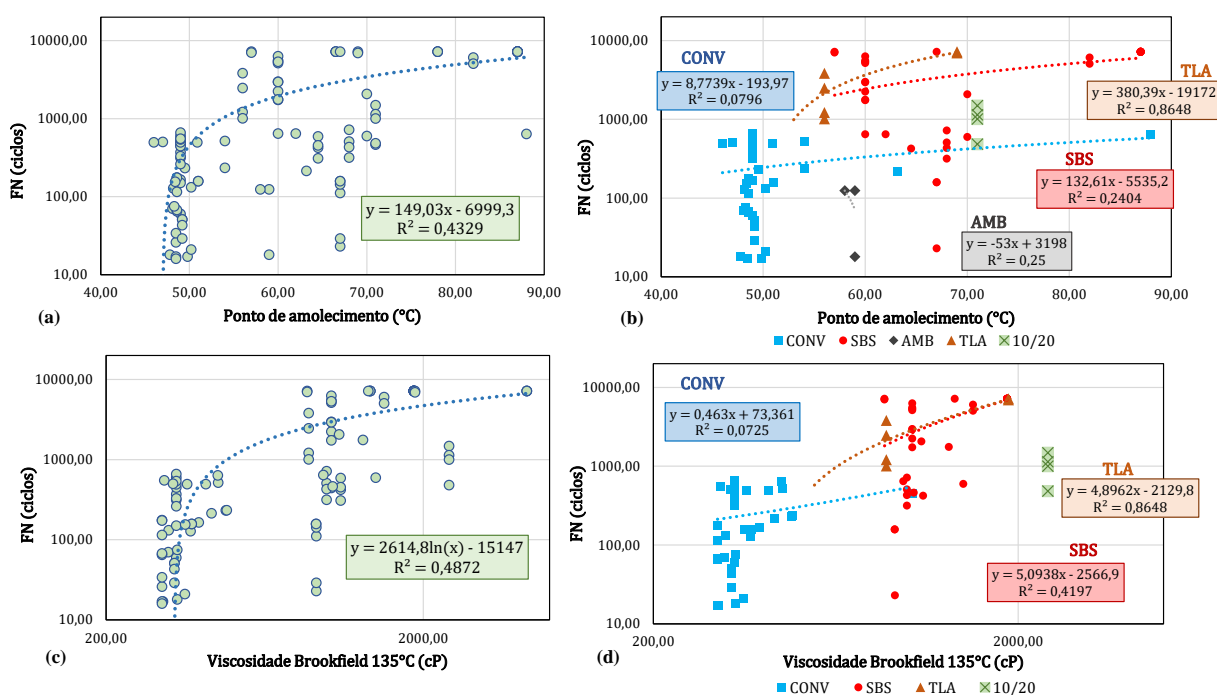 10000,00
1000,00
100,00
10,00
FN (ciclos)
y = 149,03x - 6999,3
R² = 0,4329
40,00 50,00 60,00 70,00 80,00 90,00
(a)
Ponto de amolecimento (°C)
10000,00
1000,00
100,00
10,00
FN (ciclos)
CONV
y = 8,7739x - 193,97
R² = 0,0796
TLA
y = 380,39x - 19172
R² = 0,8648
SBS
y = 132,61x - 5535,2
R² = 0,2404
AMB
y = -53x + 3198
R² = 0,25
40,00 50,00 60,00 70,00 80,00 90,00
(b)
Ponto de amolecimento (°C)
CONV SBS AMB TLA 10/20
10000,00
1000,00
100,00
10,00
FN (ciclos)
y = 2614,8ln(x) - 15147
R² = 0,4872
200,00 2000,00
(c)
Viscosidade Brookfield 135°C (cP)
10000,00
1000,00
100,00
10,00
FN (ciclos)
CONV
y = 0,463x + 73,361
R² = 0,0725
TLA
y = 4,8962x - 2129,8
R² = 0,8648
SBS
y = 5,0938x - 2566,9
R² = 0,4197
200,00 2000,00
(d)
Viscosidade Brookfield 135°C (cP)
CONV SBS TLA 10/20